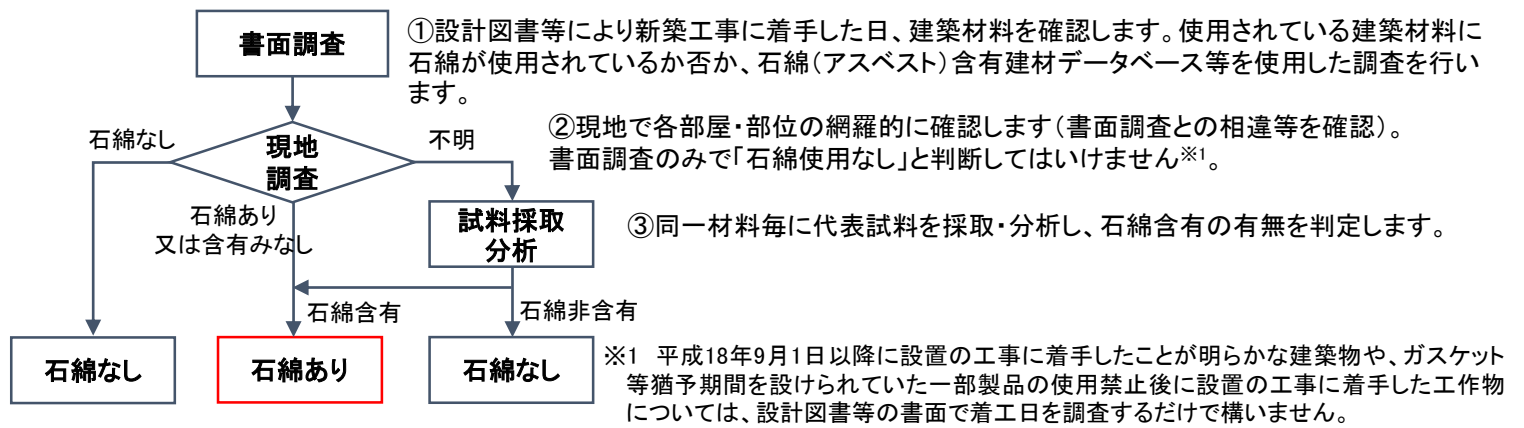 書面調査
①設計図書等により新築工事に着手した日、建築材料を確認します。使用されている建築材料に
石綿が使用されているか否か、石綿(アスベスト)含有建材データベース等を使用した調査を行い
ます。
石綿なし
現地
調査
不明
②現地で各部屋・部位の網羅的に確認します(書面調査との相違等を確認)。
書面調査のみで「石綿使用なし」と判断してはいけません※1。
石綿あり
又は含有みなし
試料採取
分析
③同一材料毎に代表試料を採取・分析し、石綿含有の有無を判定します。
石綿含有
石綿非含有
石綿なし
石綿あり
石綿なし
※1 平成18年9月1日以降に設置の工事に着手したことが明らかな建築物や、ガスケット
等猶予期間を設けられていた一部製品の使用禁止後に設置の工事に着手した工作物
については、設計図書等の書面で着工日を調査するだけで構いません。